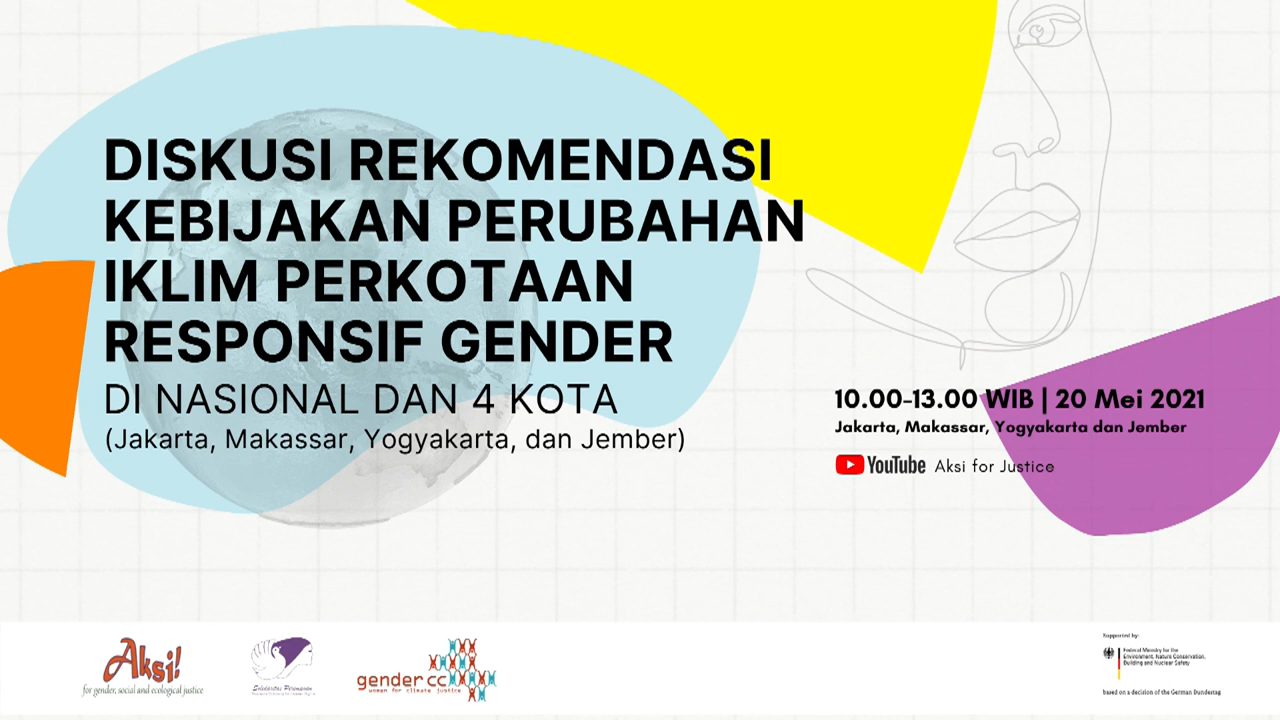 DISKUSI REKOMENDASI
KEBIJAKAN PERUBAHAN
IKLIM PERKOTAAN
RESPONSIF GENDER
DI NASIONAL DAN 4 KOTA
(Jakarta, Makassar, Yogyakarta, dan Jember)
10.00-13.00 WIB | 20 Mei 2021
Jakarta, Makassar, Yogyakarta dan Jember
YouTube Aksi for Justice
Aksi!
for gender, social and ecological justice
Solidaritas Perempuan
gender cc
women for climate justice
Supported by:
Federal Ministry for the
Environment, Nature Conservation,
Building and Nuclear Safety
based on a decision of the German Bundestag